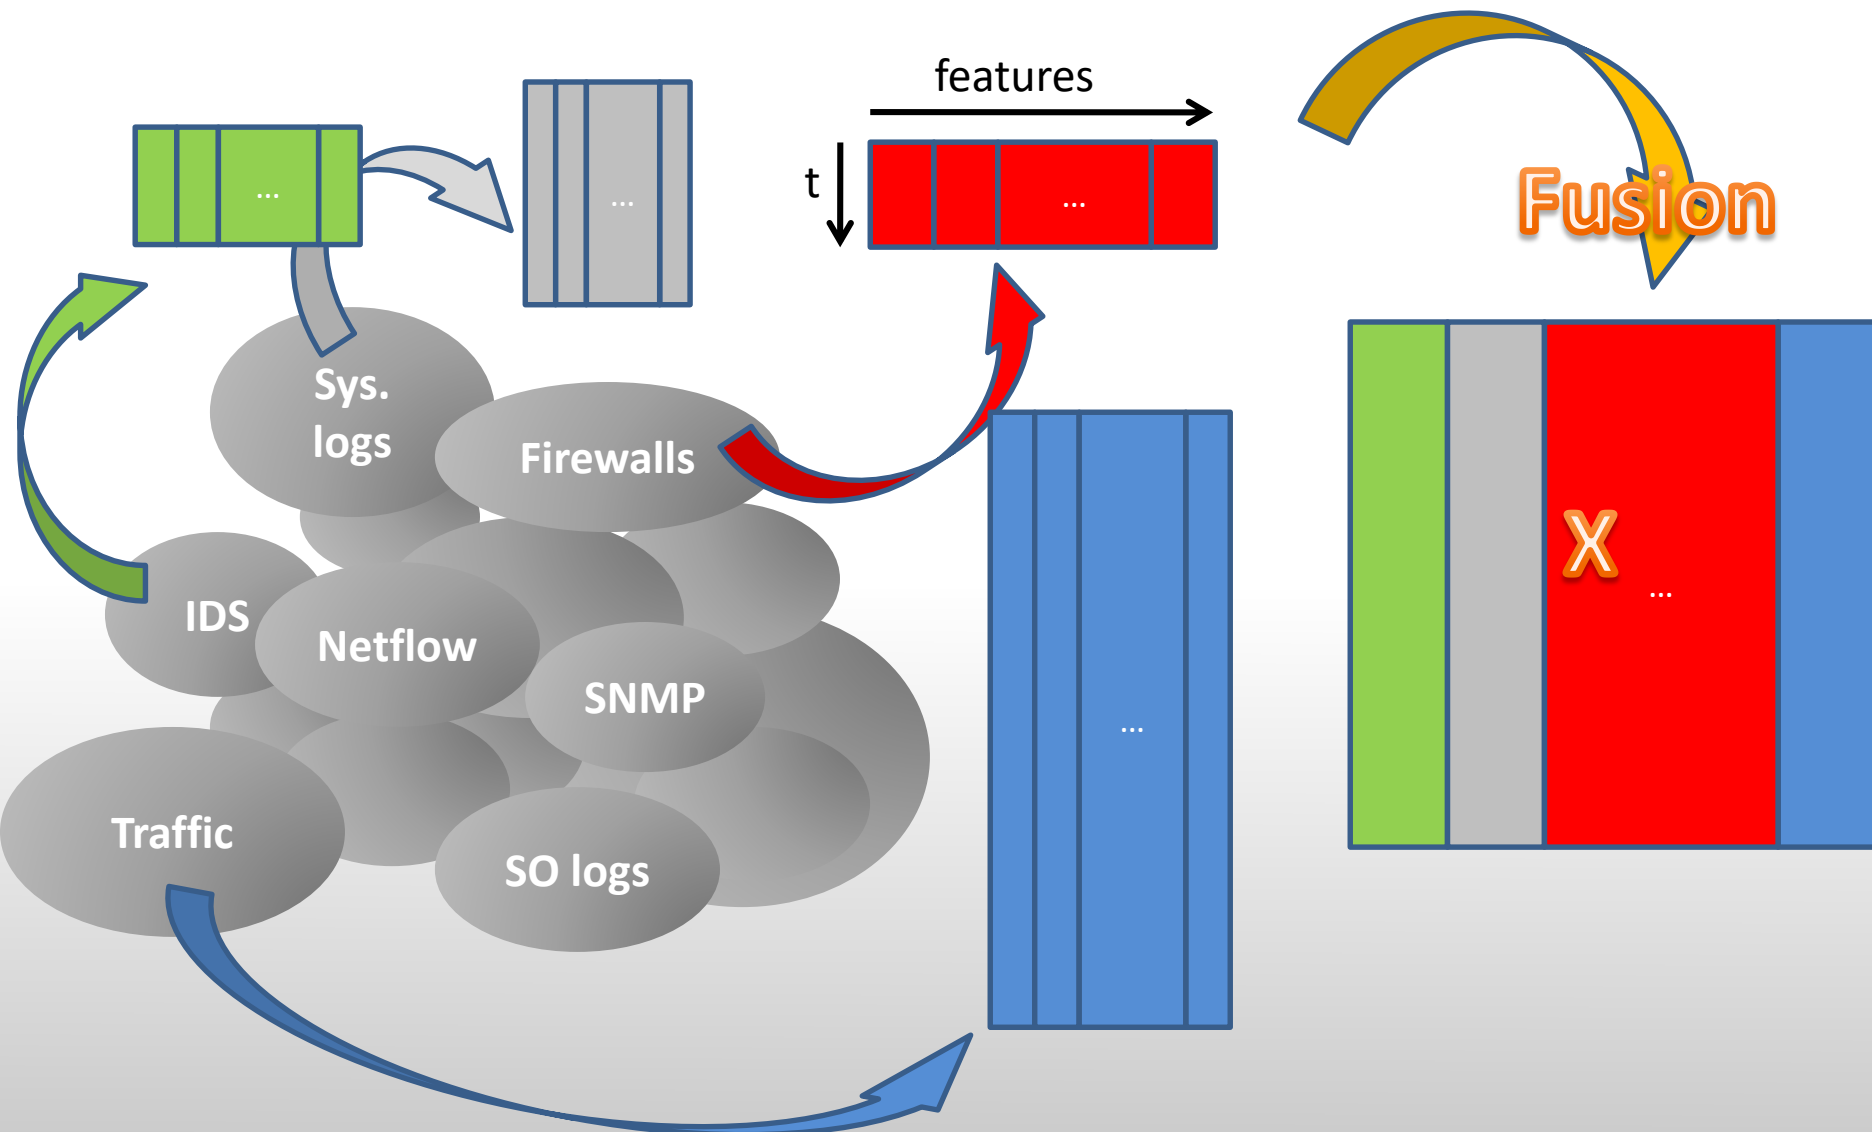 features
t
...
...
...
Fusion
Sys.
logs
Firewalls
X
...
IDS
Netflow
SNMP
...
Traffic
SO logs